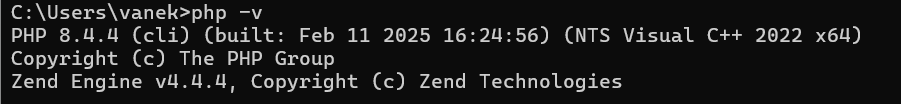 C:\Users\vanek>php -v
PHP 8.4.4 (cli) (built: Feb 11 2025 16:24:56) (NTS Visual C++ 2022 x64)
Copyright (c) The PHP Group
Zend Engine v4.4.4, Copyright (c) Zend Technologies